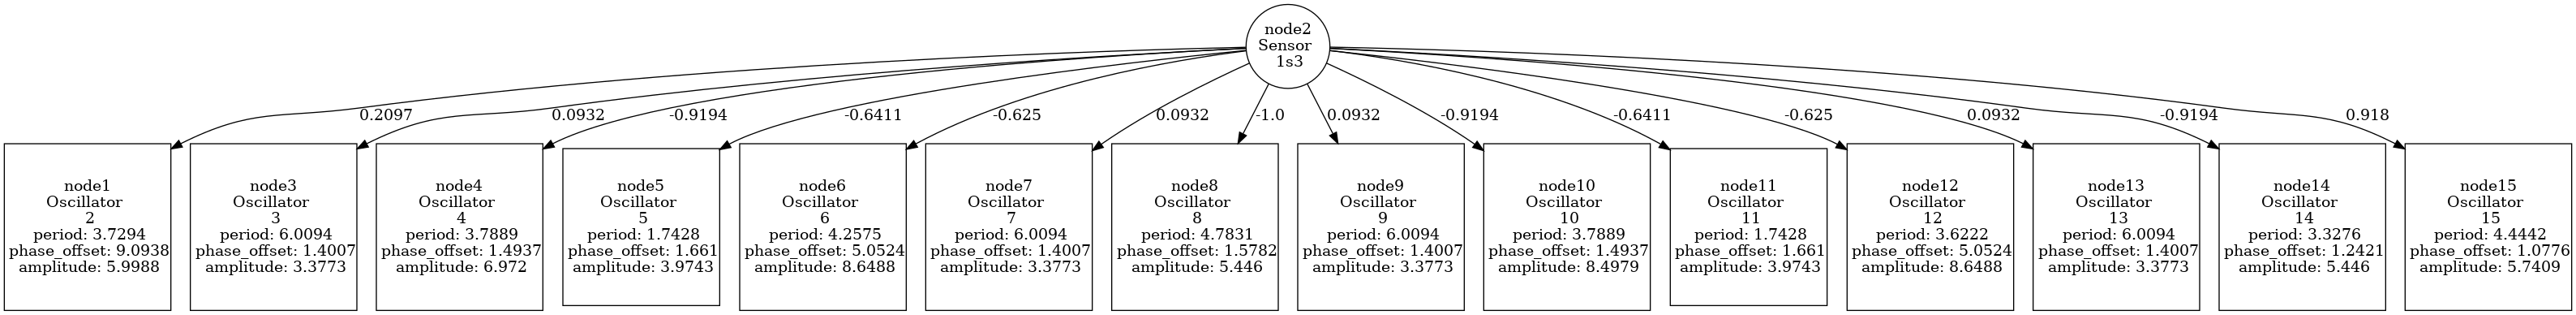 node2
Sensor
1s3
0.2097
0.0932
-0.9194
-0.6411
-0.625
0.0932
-1.0
0.0932
-0.9194
-0.6411
-0.625
0.0932
-0.9194
0.918
node1
Oscillator
2
period: 3.7294
phase_offset: 9.0938
amplitude: 5.9988
node3
Oscillator
3
period: 6.0094
phase_offset: 1.4007
amplitude: 3.3773
node4
Oscillator
4
period: 3.7889
phase_offset: 1.4937
amplitude: 6.972
node5
Oscillator
5
period: 1.7428
phase_offset: 1.661
amplitude: 3.9743
node6
Oscillator
6
period: 4.2575
phase_offset: 5.0524
amplitude: 8.6488
node7
Oscillator
7
period: 6.0094
phase_offset: 1.4007
amplitude: 3.3773
node8
Oscillator
8
period: 4.7831
phase_offset: 1.5782
amplitude: 5.446
node9
Oscillator
9
period: 6.0094
phase_offset: 1.4007
amplitude: 3.3773
node10
Oscillator
10
period: 3.7889
phase_offset: 1.4937
amplitude: 8.4979
node11
Oscillator
11
period: 1.7428
phase_offset: 1.661
amplitude: 3.9743
node12
Oscillator
12
period: 3.6222
phase_offset: 5.0524
amplitude: 8.6488
node13
Oscillator
13
period: 6.0094
phase_offset: 1.4007
amplitude: 3.3773
node14
Oscillator
14
period: 3.3276
phase_offset: 1.2421
amplitude: 5.446
node15
Oscillator
15
period: 4.4442
phase_offset: 1.0776
amplitude: 5.7409